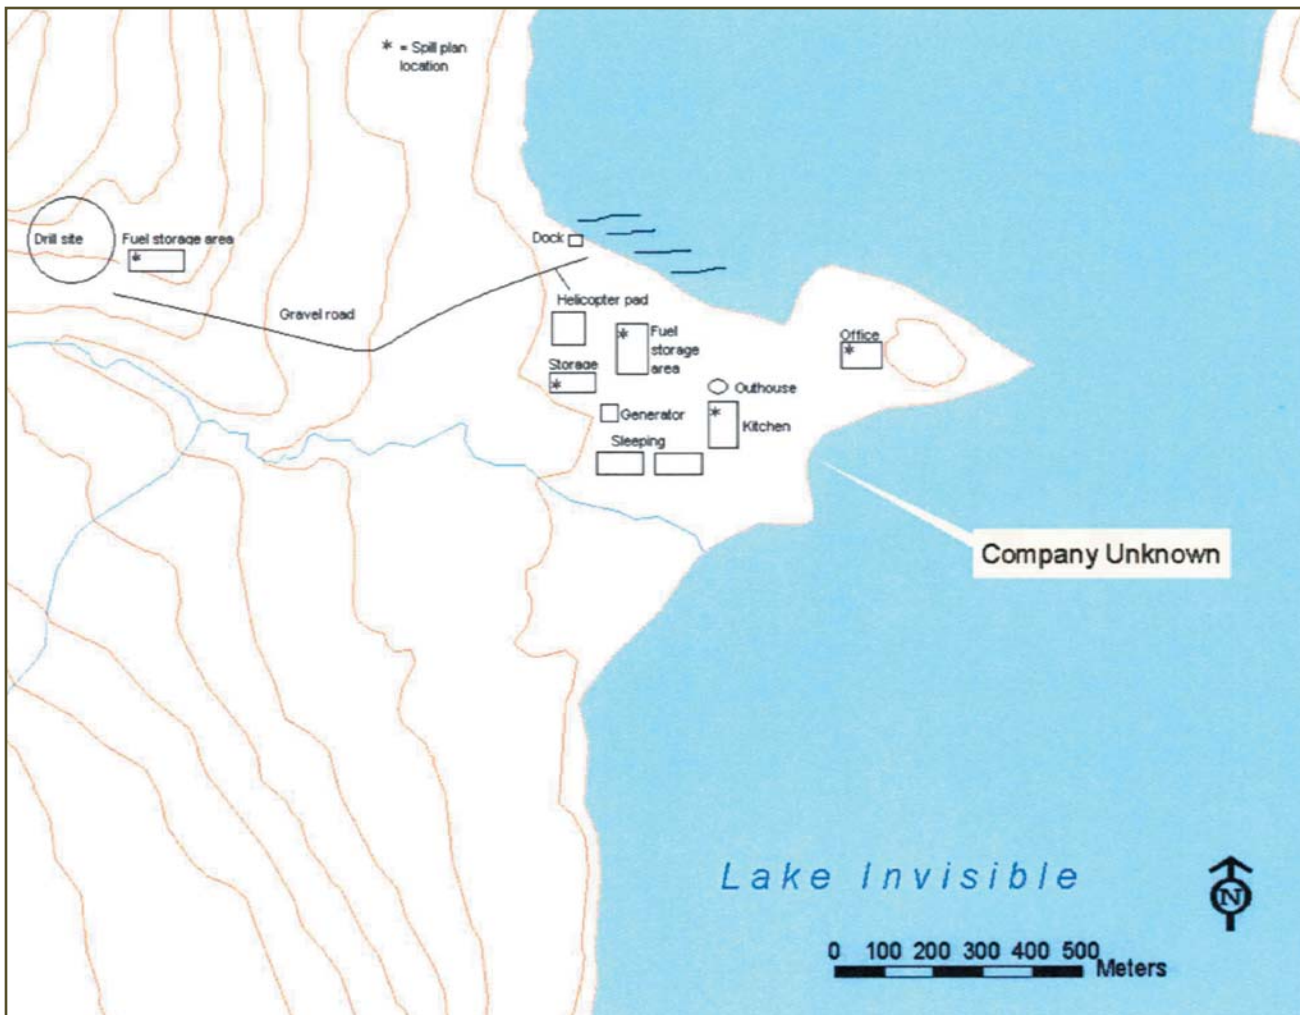 * = Spill plan
location
Drill site
Fuel storage area
*
Dock
Gravel road
Helicopter pad
*
Fuel
storage
area
Office
*
Storage
*
Outhouse
Generator
*
Kitchen
Sleeping
Company Unknown
Lake Invisible
N
0 100 200 300 400 500
Meters